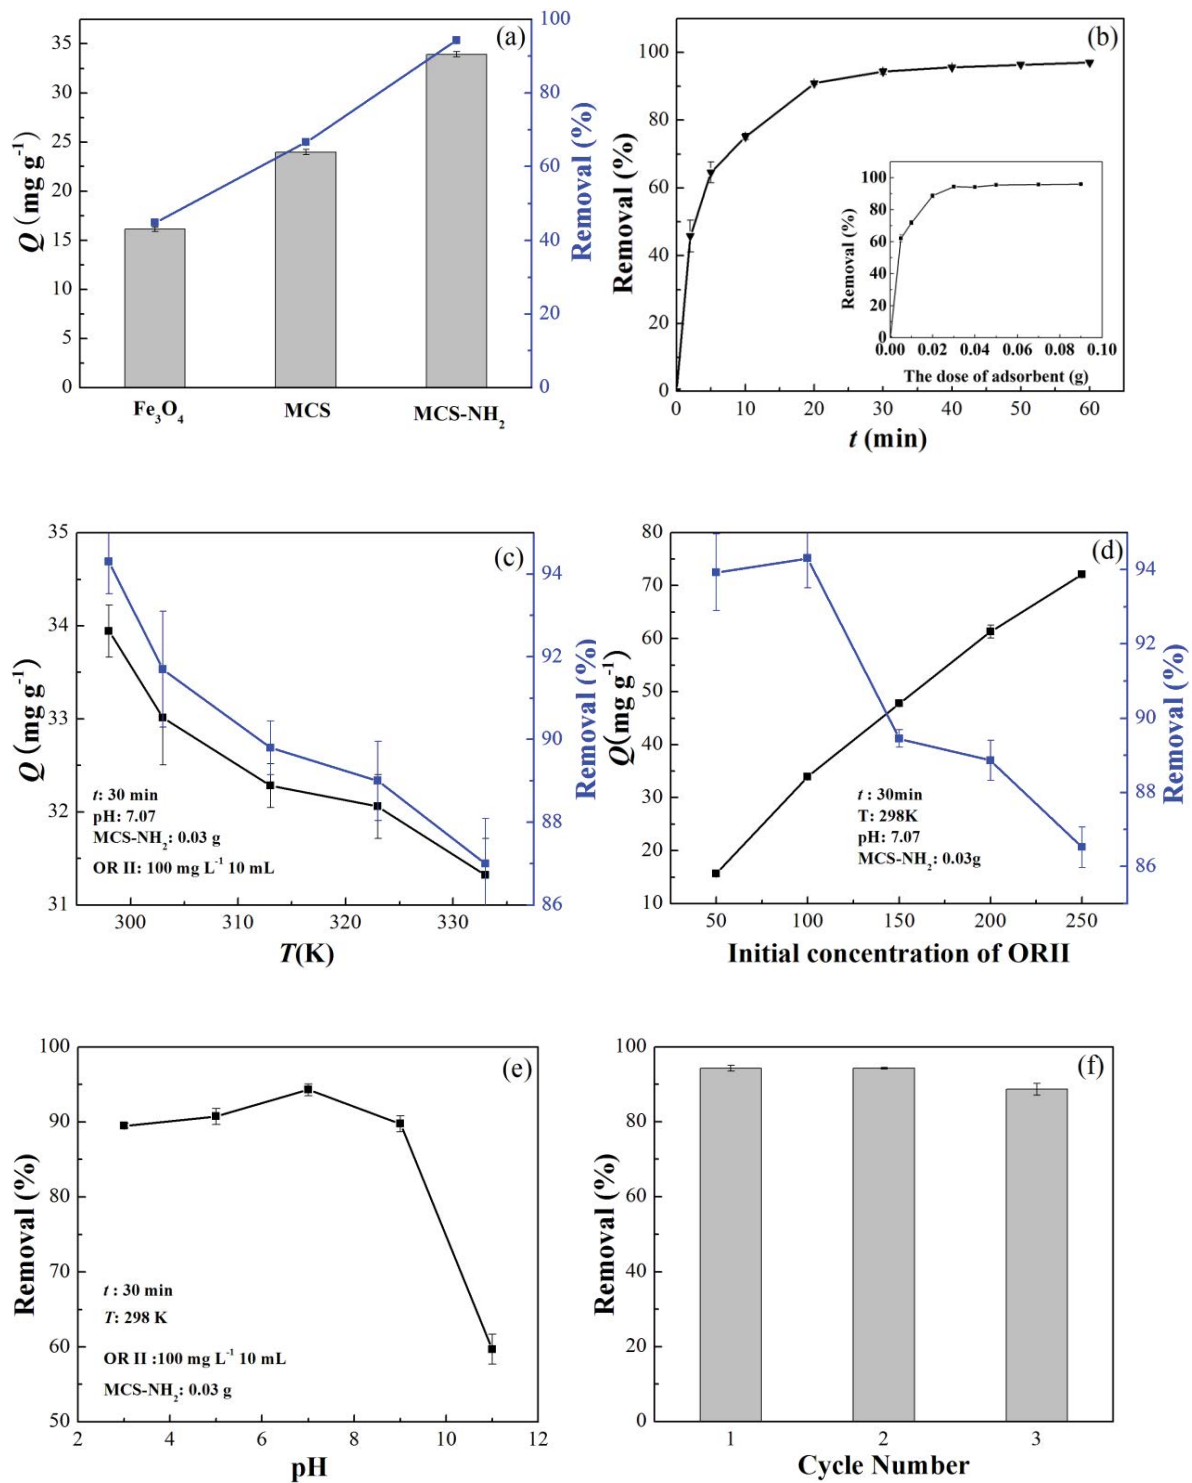 (a)
Q (mg g⁻¹)
35
30
25
20
15
10
5
0
100
80
60
40
20
0
Removal (%)
Fe₃O₄ MCS MCS-NH₂
(b)
Removal (%)
100
80
60
40
20
0
0 10 20 30 40 50 60
t (min)
Removal (%)
100
80
60
40
20
0
0.00 0.02 0.04 0.06 0.08 0.10
The dose of adsorbent (g)
(c)
Q (mg g⁻¹)
35
34
33
32
31
94
92
90
88
86
Removal (%)
t: 30 min
pH: 7.07
MCS-NH₂: 0.03 g
OR II: 100 mg L⁻¹ 10 mL
300 310 320 330
T(K)
(d)
Q(mg g⁻¹)
80
70
60
50
40
30
20
10
94
92
90
88
86
Removal (%)
t : 30min
T: 298K
pH: 7.07
MCS-NH₂: 0.03g
50 100 150 200 250
Initial concentration of ORII
(e)
Removal (%)
100
90
80
70
60
50
t : 30 min
T: 298 K
OR II :100 mg L⁻¹ 10 mL
MCS-NH₂: 0.03 g
2 4 6 8 10 12
pH
(f)
Removal (%)
100
80
60
40
20
0
1 2 3
Cycle Number